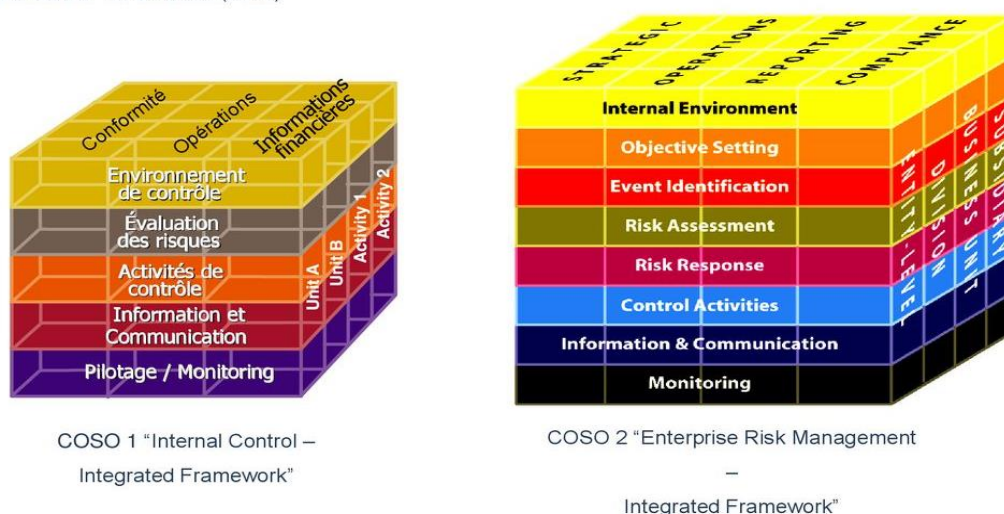 Conformité
Opérations
Informations
financières
Environnement
de contrôle
Évaluation
des risques
Activités de
contrôle
Information et
Communication
Pilotage / Monitoring
Unit A
Unit B
Activity 1
Activity 2
COSO 1 “Internal Control –
Integrated Framework”
STRATEGIC
OPERATIONS
REPORTING
COMPLIANCE
Internal Environment
Objective Setting
Event Identification
Risk Assessment
Risk Response
Control Activities
Information & Communication
Monitoring
ENTITY-LEVEL
DIVISION
BUSINESS UNIT
SUBSIDIARY
COSO 2 “Enterprise Risk Management
–
Integrated Framework”